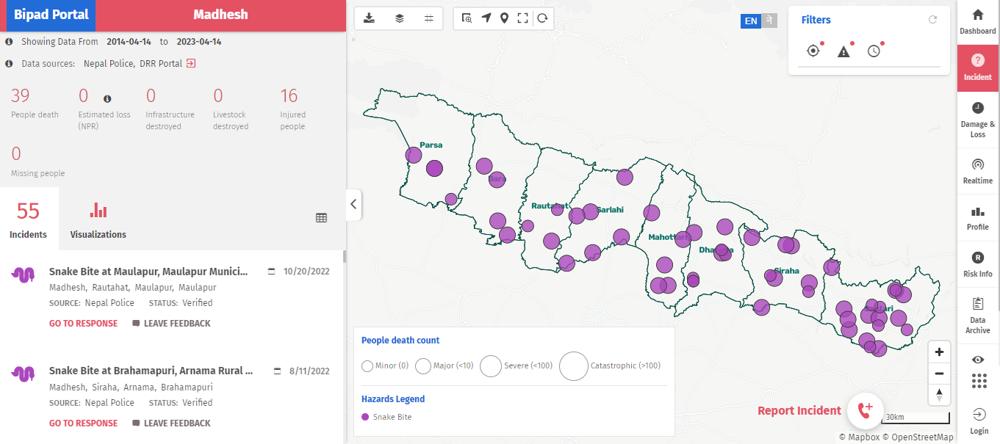 Bipad Portal
Madhesh
Showing Data From 2014-04-14 to 2023-04-14
Data sources: Nepal Police, DRR Portal
39
People death
0
Estimated loss
(NPR)
0
Infrastructure
destroyed
0
Livestock
destroyed
16
Injured
people
0
Missing people
55
Incidents
Visualizations
Snake Bite at Maulapur, Maulapur Munici...
10/20/2022
Madhesh, Rautahat, Maulapur, Maulapur
SOURCE: Nepal Police STATUS: Verified
GO TO RESPONSE LEAVE FEEDBACK
Snake Bite at Brahamapuri, Arnama Rural ...
8/11/2022
Madhesh, Siraha, Arnama, Brahamapuri
SOURCE: Nepal Police STATUS: Verified
GO TO RESPONSE LEAVE FEEDBACK
EN ने
Filters
Parsa
Bara
Rautahat
Sarlahi
Mahottari
Siraha
People death count
Minor (0) Major (<10) Severe (<100) Catastrophic (>100)
Hazards Legend
Snake Bite
Report Incident
30km
© Mapbox © OpenStreetMap
Dashboard
Incident
Damage &
Loss
Realtime
Profile
Risk Info
Data
Archive
Login